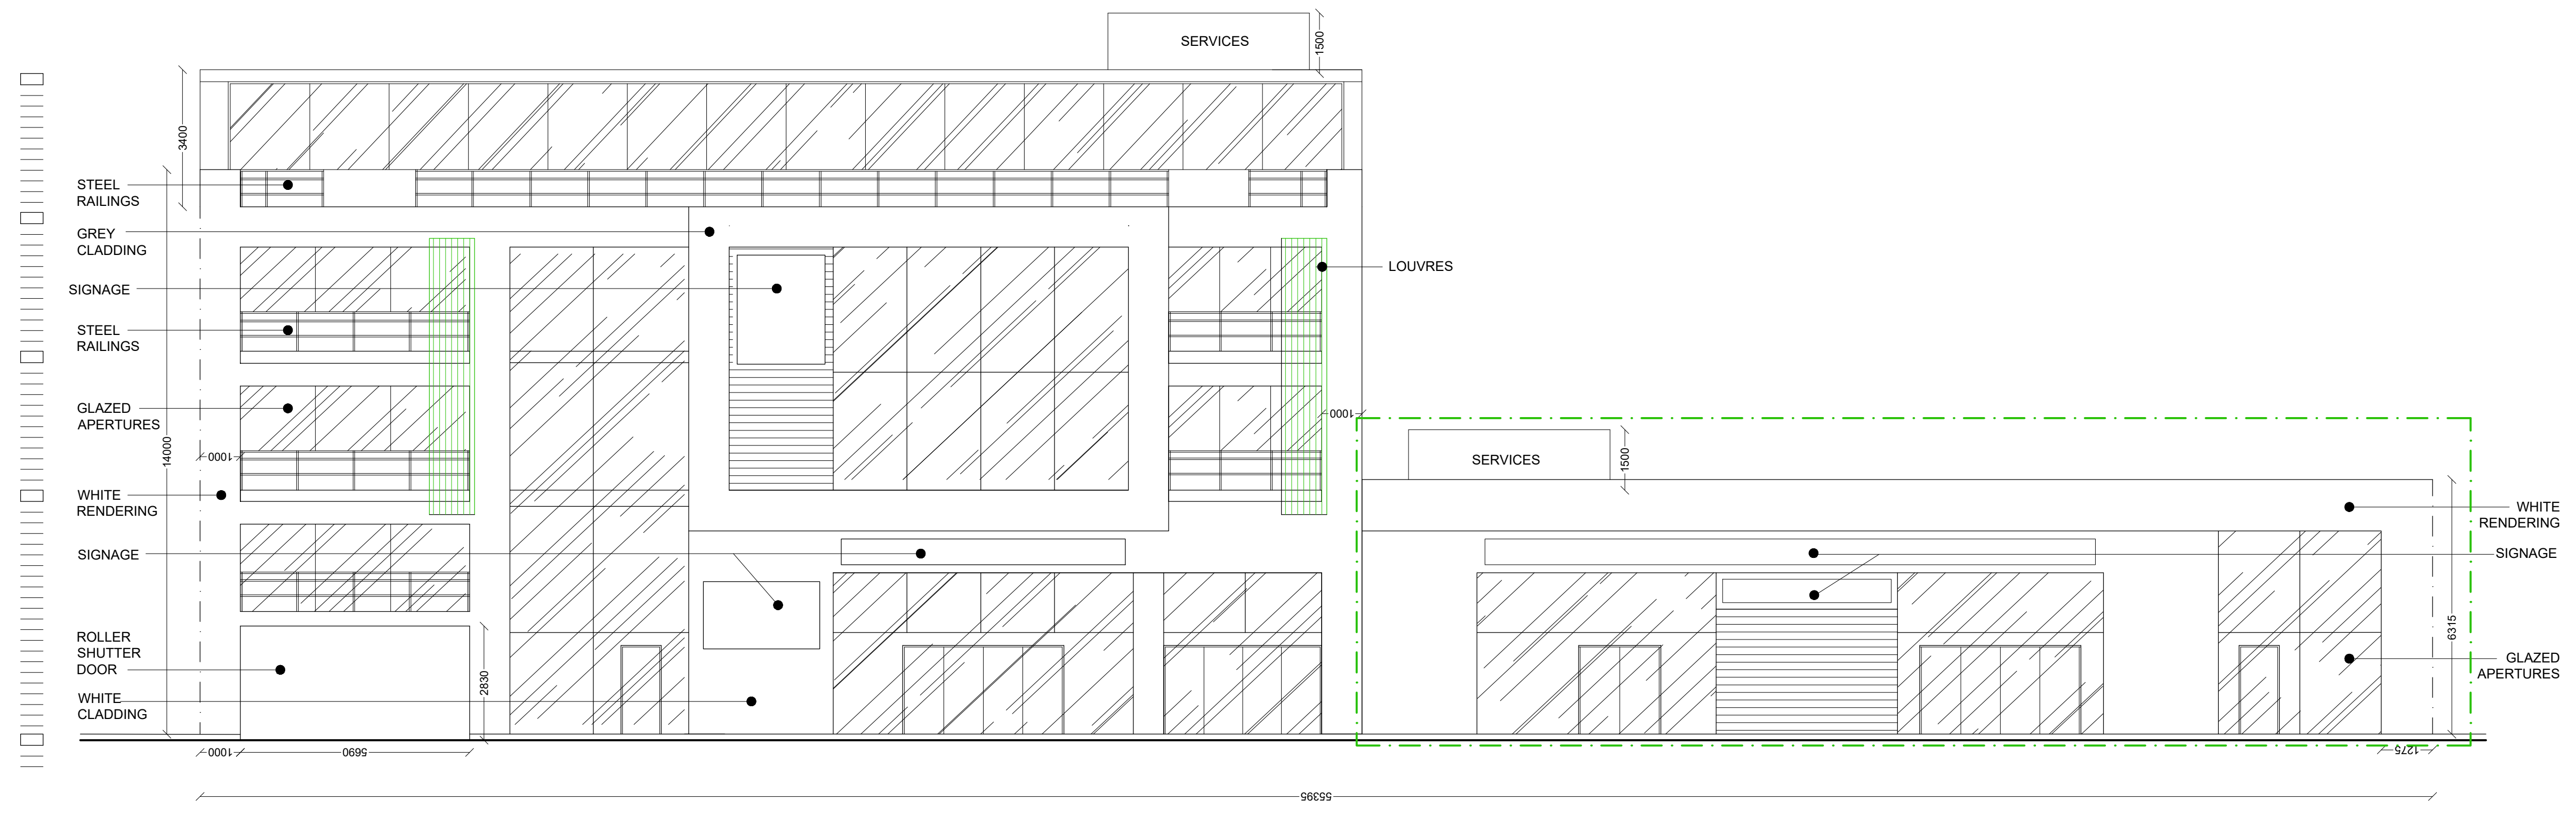 SERVICES
1500
3400
STEEL
RAILINGS
GREY
CLADDING
SIGNAGE
LOUVRES
STEEL
RAILINGS
GLAZED
APERTURES
14000
1000
1000
SERVICES
1500
WHITE
RENDERING
WHITE
RENDERING
SIGNAGE
SIGNAGE
ROLLER
SHUTTER
DOOR
2830
6315
GLAZED
APERTURES
WHITE
CLADDING
1000
5690
1275
55395